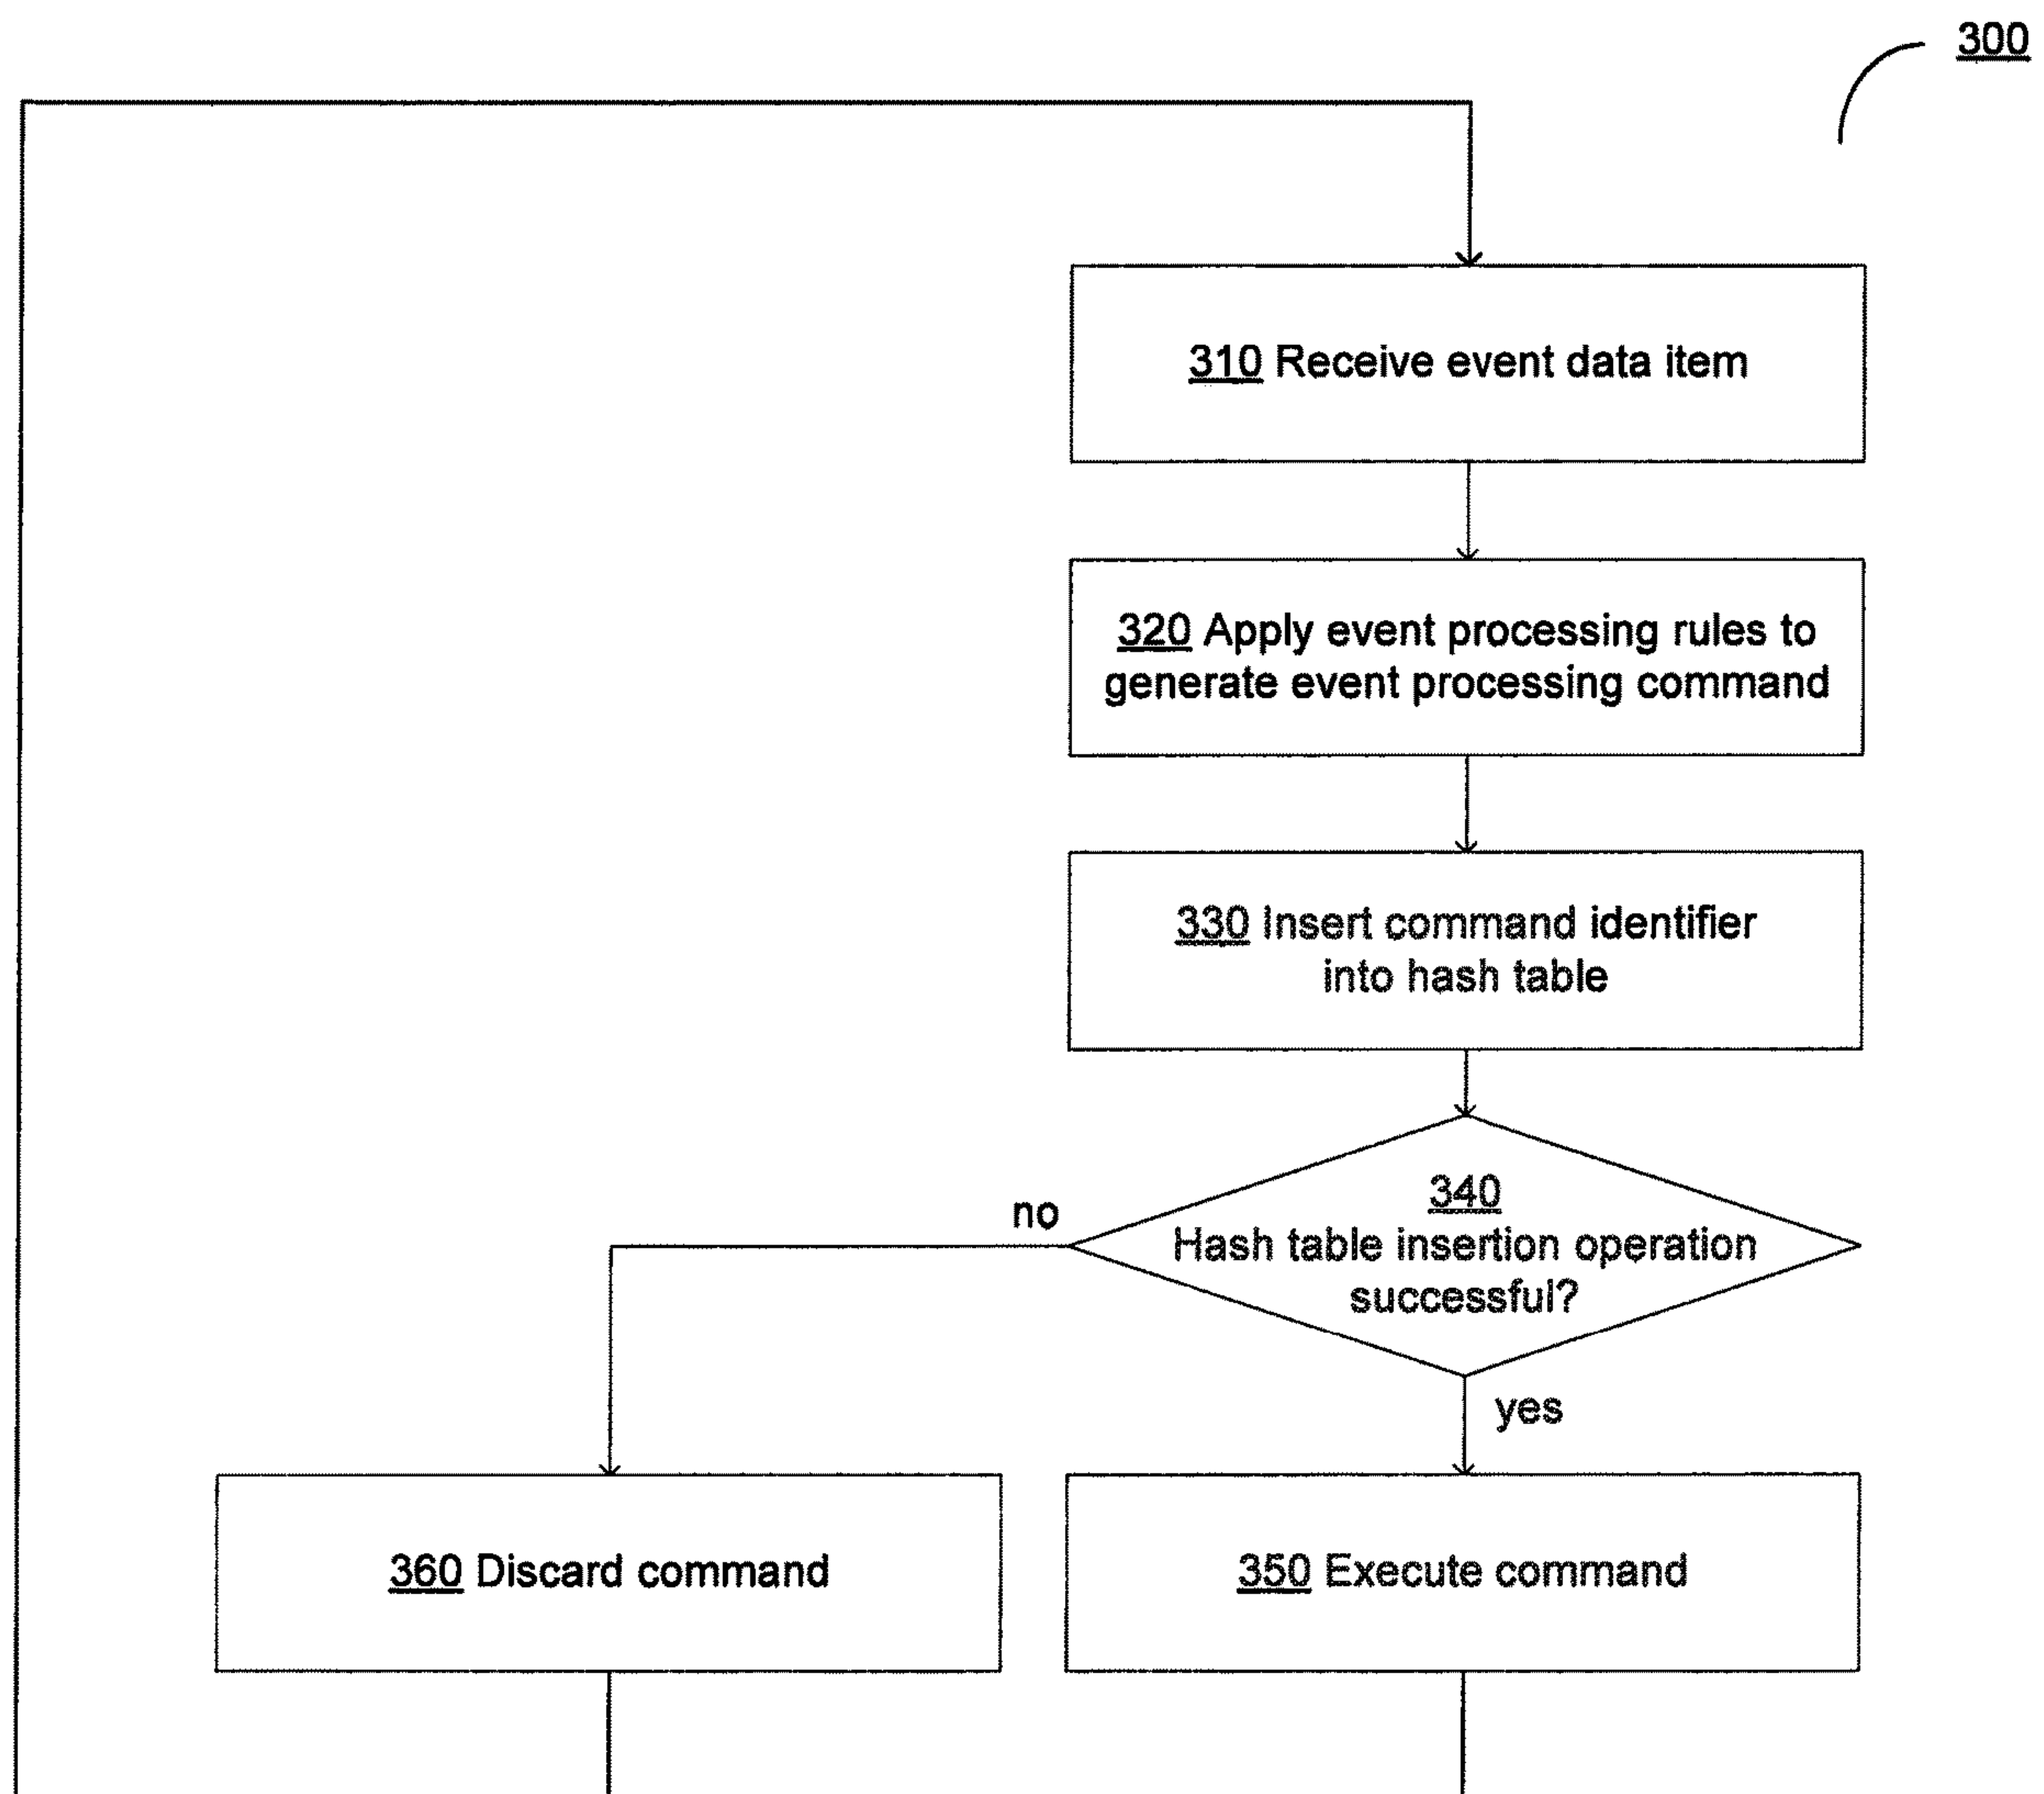 300
310 Receive event data item
320 Apply event processing rules to
generate event processing command
330 Insert command identifier
into hash table
340
Hash table insertion operation
successful?
no
yes
360 Discard command
350 Execute command